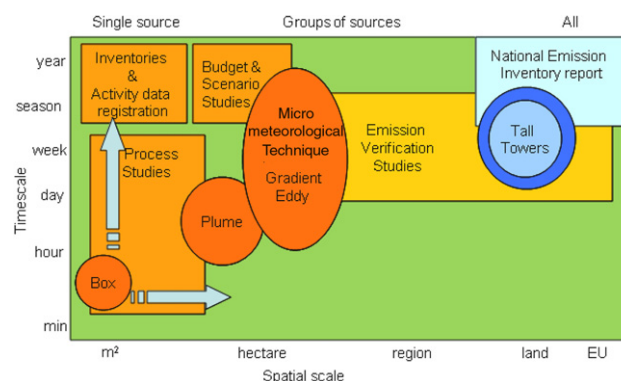 Single source
Groups of sources
All
year
season
week
day
hour
min
Timescale
Inventories
&
Activity data
registration
Budget &
Scenario
Studies
National Emission
Inventory report
Micro
meteorological
Technique
Gradient
Eddy
Emission
Verification
Studies
Tall
Towers
Process
Studies
Plume
Box
m²
hectare
region
land
EU
Spatial scale